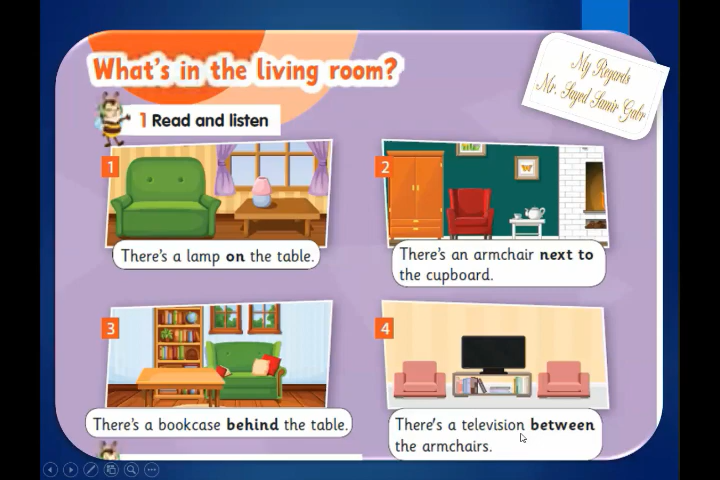 What's in the living room?
My Regards
Mr. Sayed Samir Gabr
1 Read and listen
1
There's a lamp on the table.
2
W
There's an armchair next to
the cupboard.
3
There's a bookcase behind the table.
4
There's a television between
the armchairs.